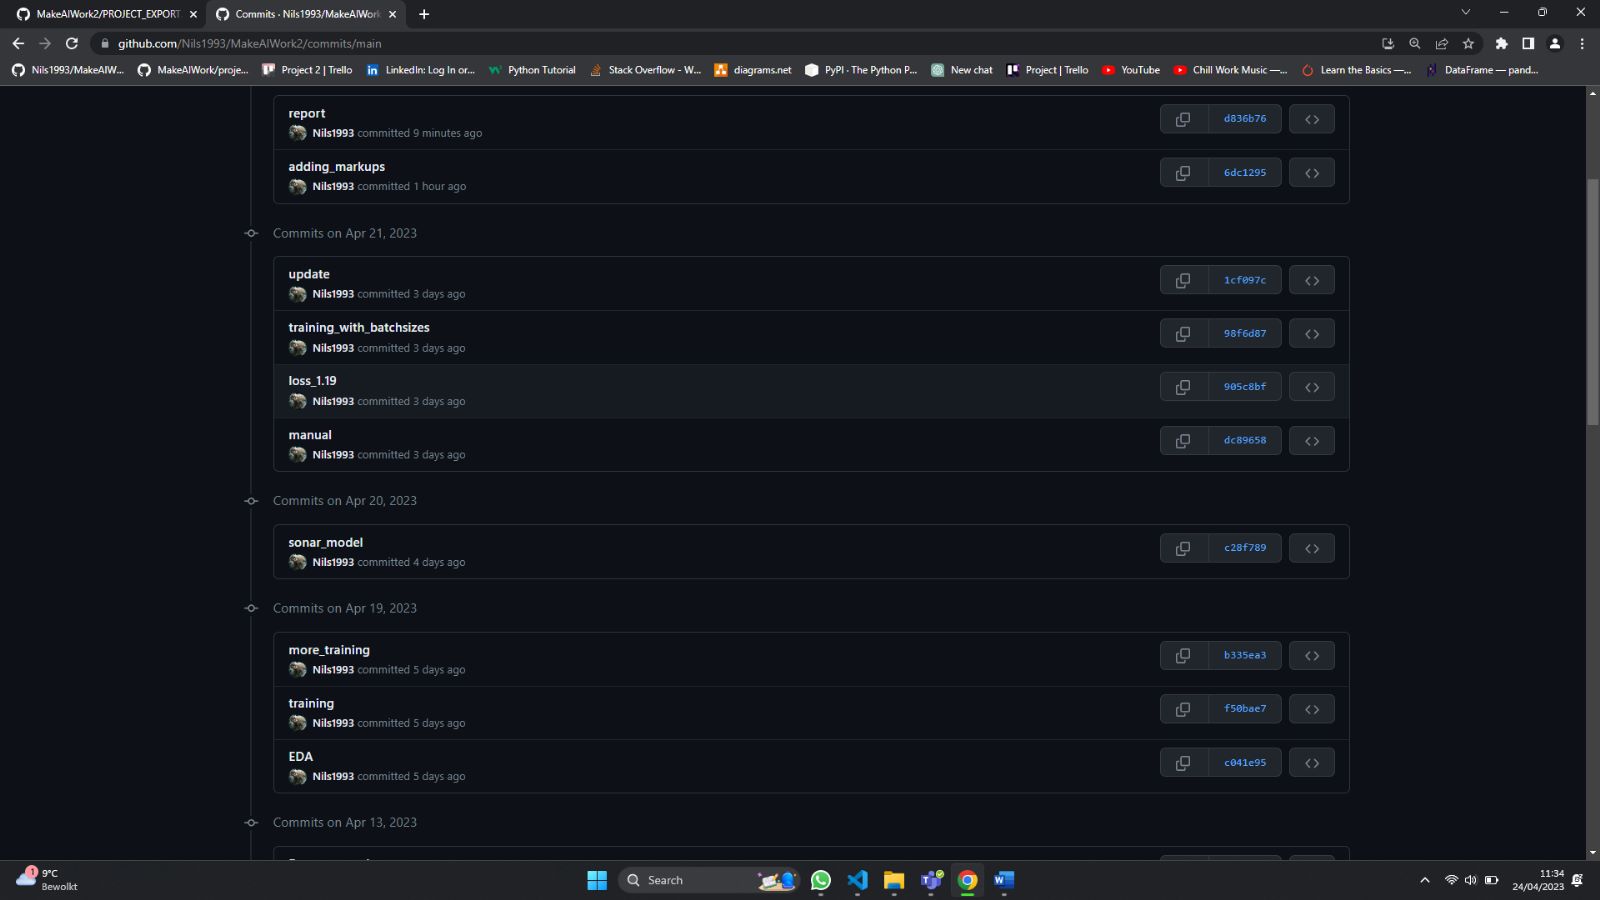 MakeAIWork2/PROJECT_EXPORT
Commits · Nils1993/MakeAIWork
github.com/Nils1993/MakeAIWork2/commits/main
Nils1993/MakeAIW...
MakeAIWork/proje...
Project 2 | Trello
LinkedIn: Log In or...
Python Tutorial
Stack Overflow - W...
diagrams.net
PyPI · The Python P...
New chat
Project | Trello
YouTube
Chill Work Music —...
Learn the Basics —...
DataFrame — pand...
report
d836b76
Nils1993 committed 9 minutes ago
adding_markups
6dc1295
Nils1993 committed 1 hour ago
Commits on Apr 21, 2023
update
1cf097c
Nils1993 committed 3 days ago
training_with_batchsizes
98f6d87
Nils1993 committed 3 days ago
loss_1.19
905c8bf
Nils1993 committed 3 days ago
manual
dc89658
Nils1993 committed 3 days ago
Commits on Apr 20, 2023
sonar_model
c28f789
Nils1993 committed 4 days ago
Commits on Apr 19, 2023
more_training
b335ea3
Nils1993 committed 5 days ago
training
f50bae7
Nils1993 committed 5 days ago
EDA
c041e95
Nils1993 committed 5 days ago
Commits on Apr 13, 2023
1
9°C
Bewolkt
Search
11:34
24/04/2023